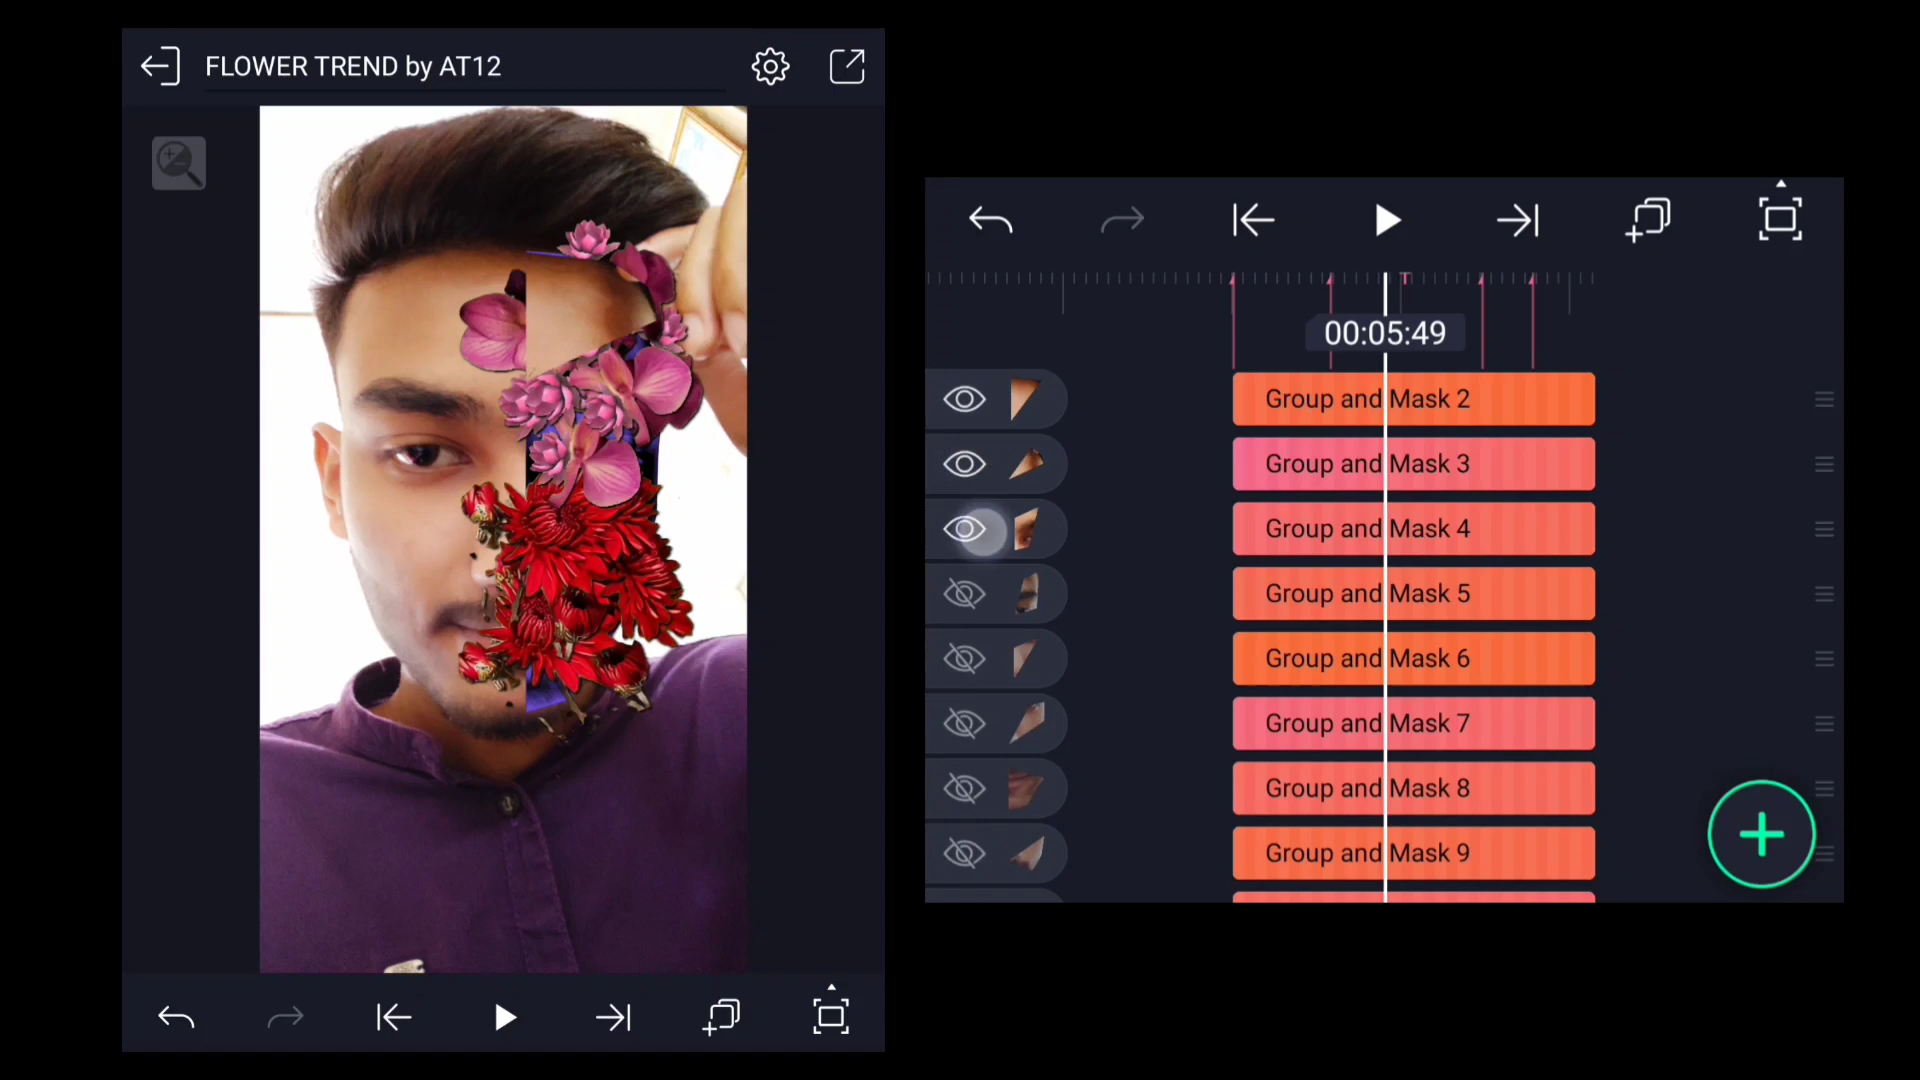 FLOWER TREND by AT12
00:05:49
Group and Mask 2
Group and Mask 3
Group and Mask 4
Group and Mask 5
Group and Mask 6
Group and Mask 7
Group and Mask 8
Group and Mask 9